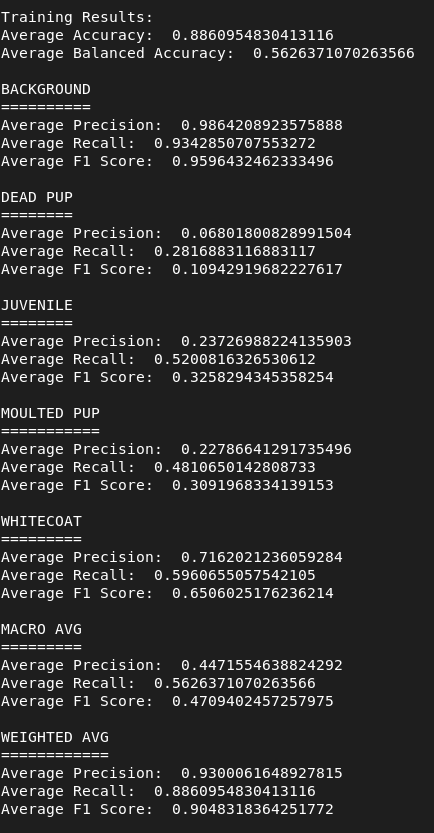 Training Results:
Average Accuracy:  0.8860954830413116
Average Balanced Accuracy:  0.5626371070263566

BACKGROUND
==========
Average Precision:  0.9864208923575888
Average Recall:  0.9342850707553272
Average F1 Score:  0.9596432462333496

DEAD PUP
========
Average Precision:  0.06801800828991504
Average Recall:  0.2816883116883117
Average F1 Score:  0.10942919682227617

JUVENILE
========
Average Precision:  0.23726988224135903
Average Recall:  0.5200816326530612
Average F1 Score:  0.3258294345358254

MOULTED PUP
===========
Average Precision:  0.22786641291735496
Average Recall:  0.4810650142808733
Average F1 Score:  0.3091968334139153

WHITECOAT
=========
Average Precision:  0.7162021236059284
Average Recall:  0.5960655057542105
Average F1 Score:  0.6506025176236214

MACRO AVG
=========
Average Precision:  0.4471554638824292
Average Recall:  0.5626371070263566
Average F1 Score:  0.4709402457257975

WEIGHTED AVG
============
Average Precision:  0.9300061648927815
Average Recall:  0.8860954830413116
Average F1 Score:  0.9048318364251772